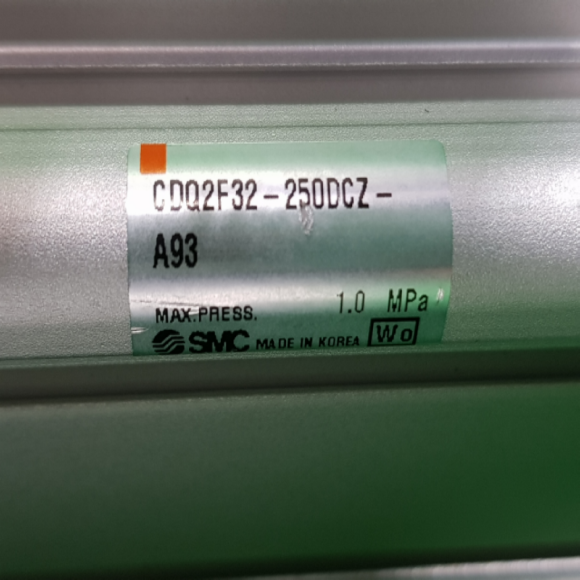 CDQ2F32-250DCZ-
A93
MAX.PRESS. 1.0 MPa
SMC MADE IN KOREA Wo